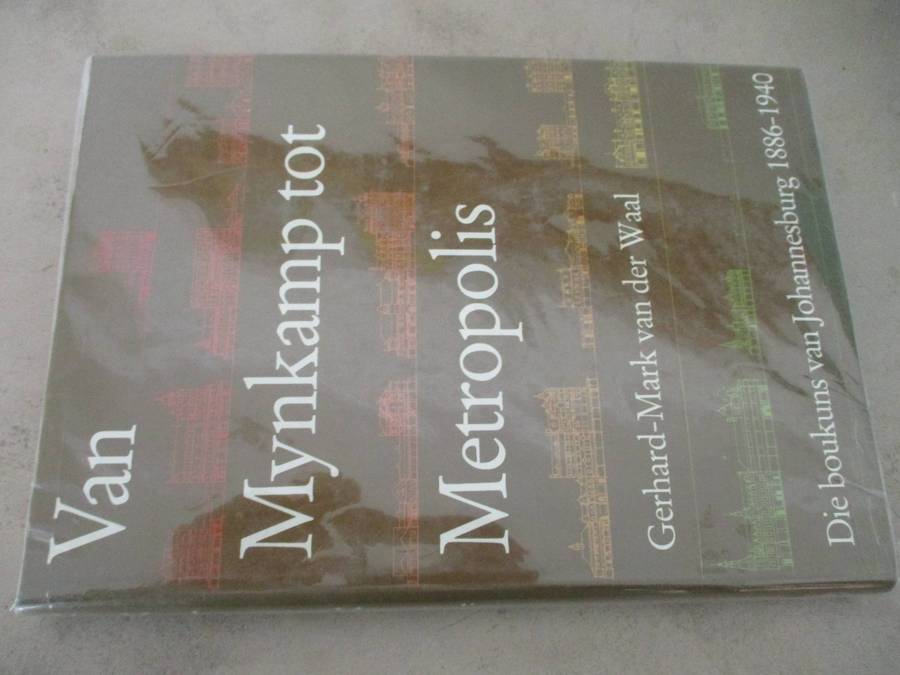 Van
Mynkamp tot
Metropolis
Gerhard-Mark van der Waal
Die boukuns van Johannesburg 1886-1940